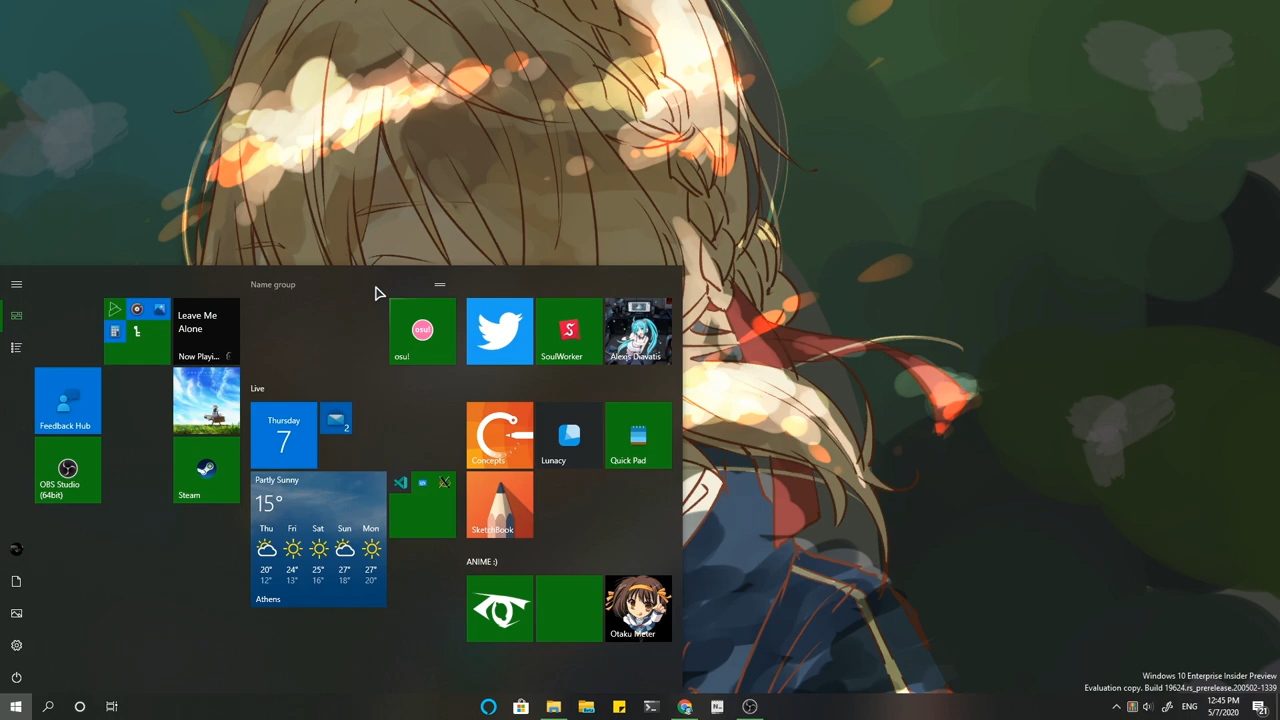 Name group
Leave Me
Alone
Now Playi...
osu!
osu!
S
SoulWorker
Alexis Diavatis
Feedback Hub
Live
Thursday
7
2
Concepts
Lunacy
Quick Pad
OBS Studio
(64bit)
Steam
Partly Sunny
15°
Thu Fri Sat Sun Mon
20° 24° 25° 27° 27°
12° 13° 16° 18° 20°
Athens
SketchBook
ANIME :)
Otaku Meter
Windows 10 Enterprise Insider Preview
Evaluation copy. Build 19624.rs_prerelease.200502-1339
ENG
12:45 PM
5/7/2020